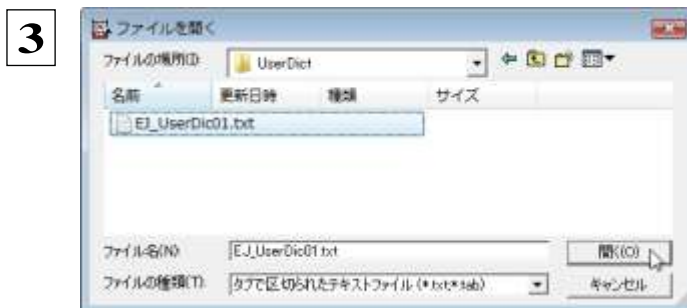 3
ファイルを開く
ファイルの場所(I): UserDict
名前 更新日時 種類 サイズ
EJ_UserDic01.txt
ファイル名(N): EJ_UserDic01.txt 開く(O)
ファイルの種類(T): タブで区切られたテキストファイル (*.txt;*.tab) キャンセル